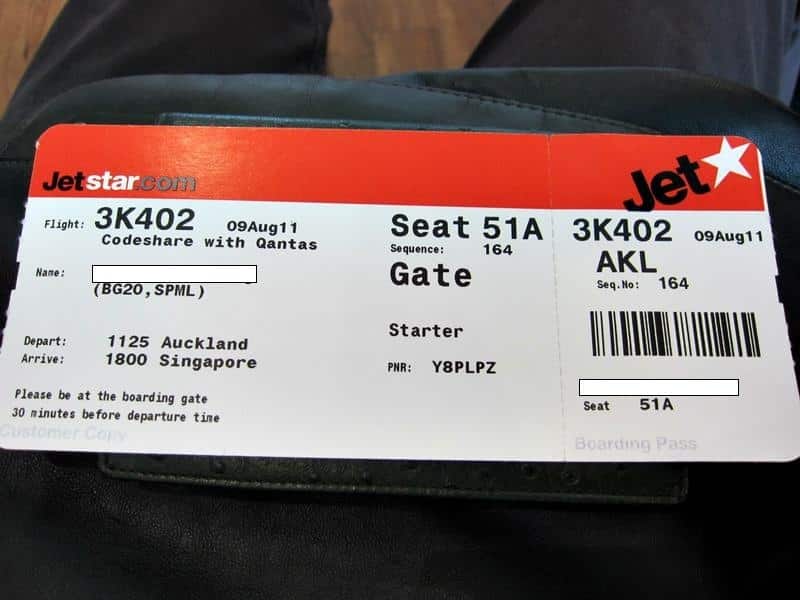 Jetstar.com
Flight: 3K402 09Aug11
Codeshare with Qantas
Name:
(BG20,SPML)
Depart: 1125 Auckland
Arrive: 1800 Singapore
Please be at the boarding gate
30 minutes before departure time
Customer Copy
Seat 51A
Sequence: 164
Gate
Starter
PNR: Y8PLPZ
Jet
3K402 09Aug11
AKL
Seq.No: 164
Seat 51A
Boarding Pass